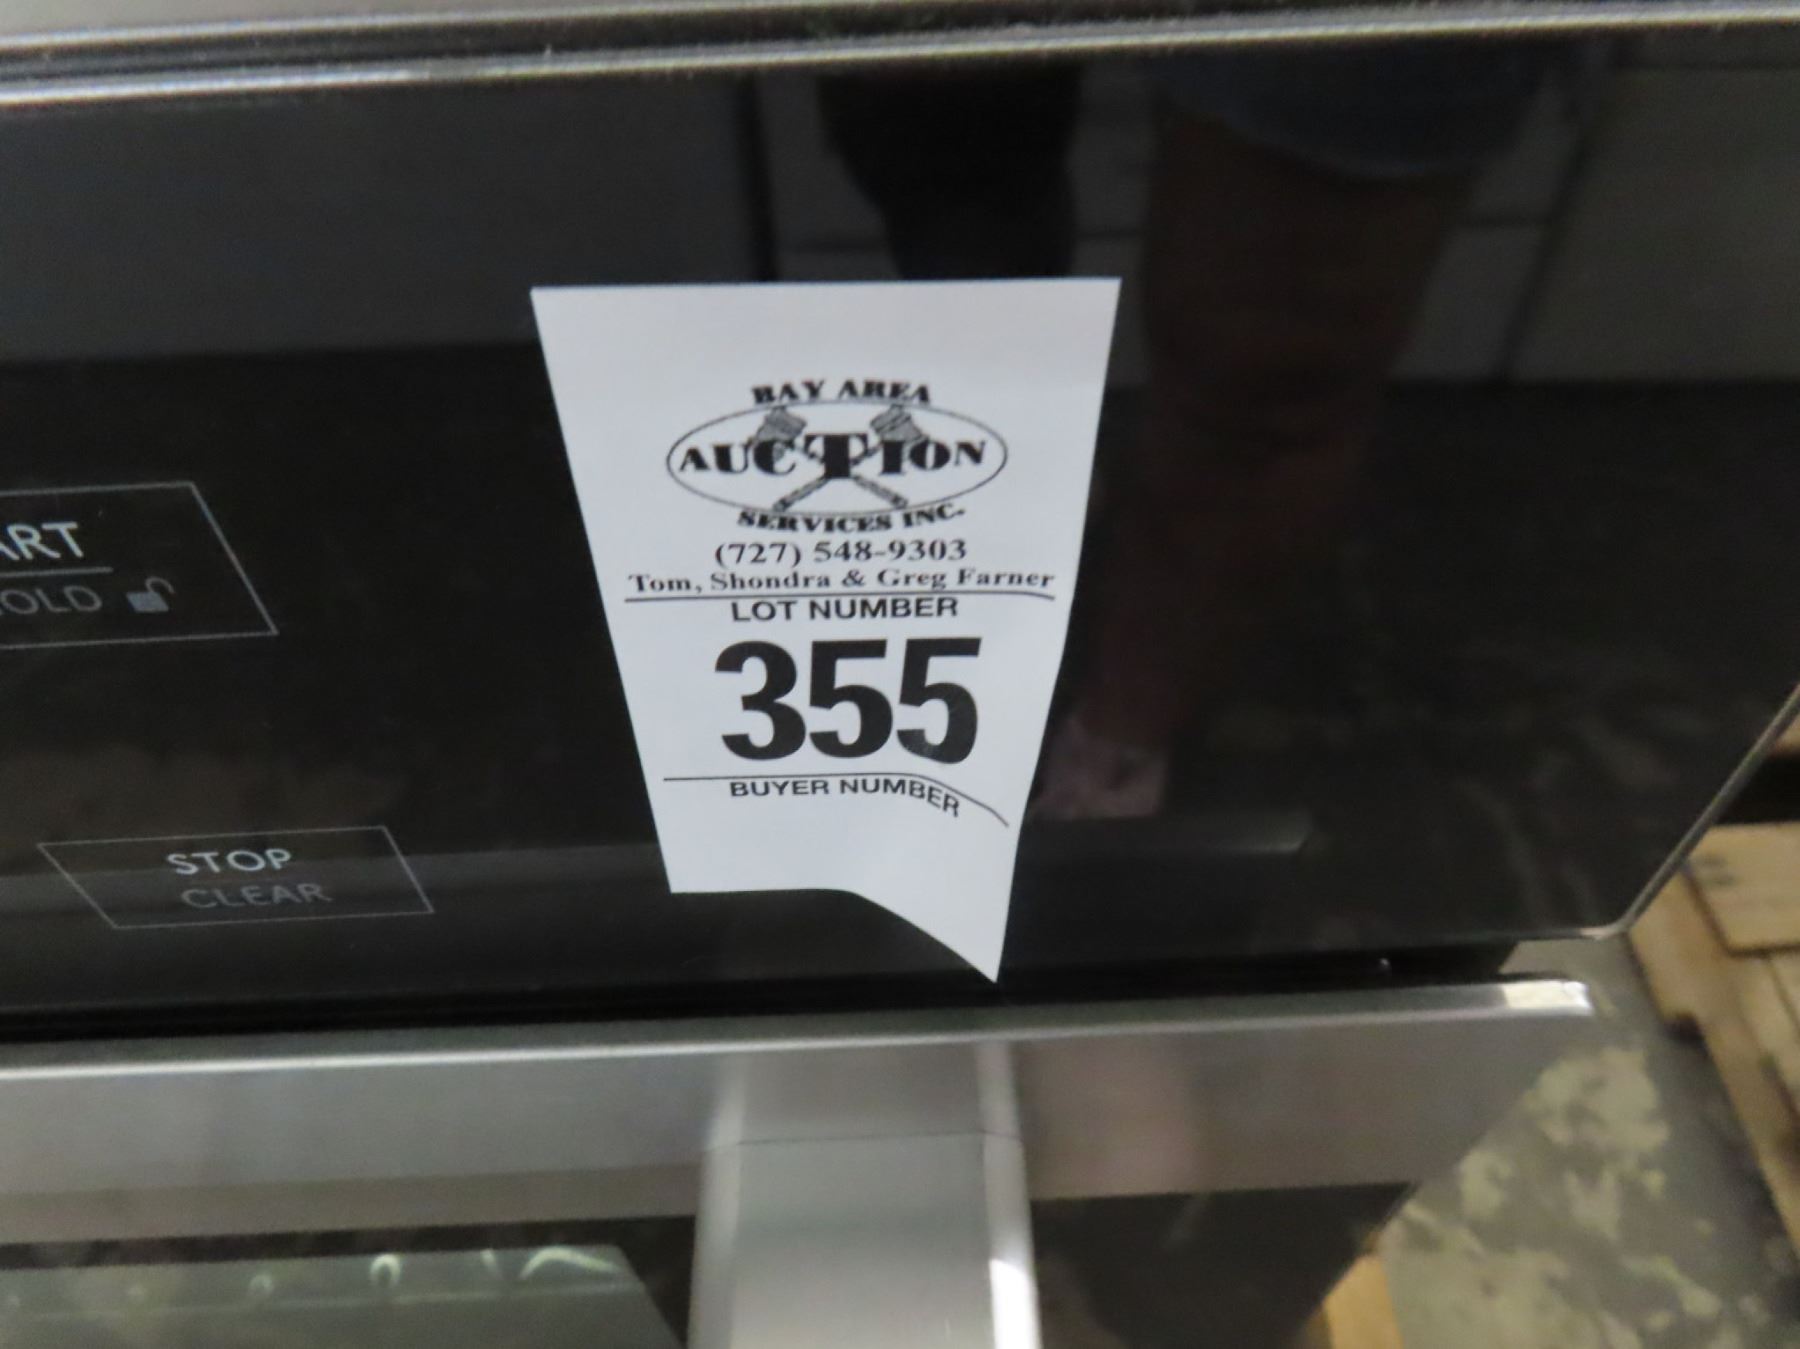 BAY AREA
AUCTION
SERVICES INC.
(727) 548-9303
Tom, Shondra & Greg Farner
LOT NUMBER
355
BUYER NUMBER
ART
OLD
STOP
CLEAR